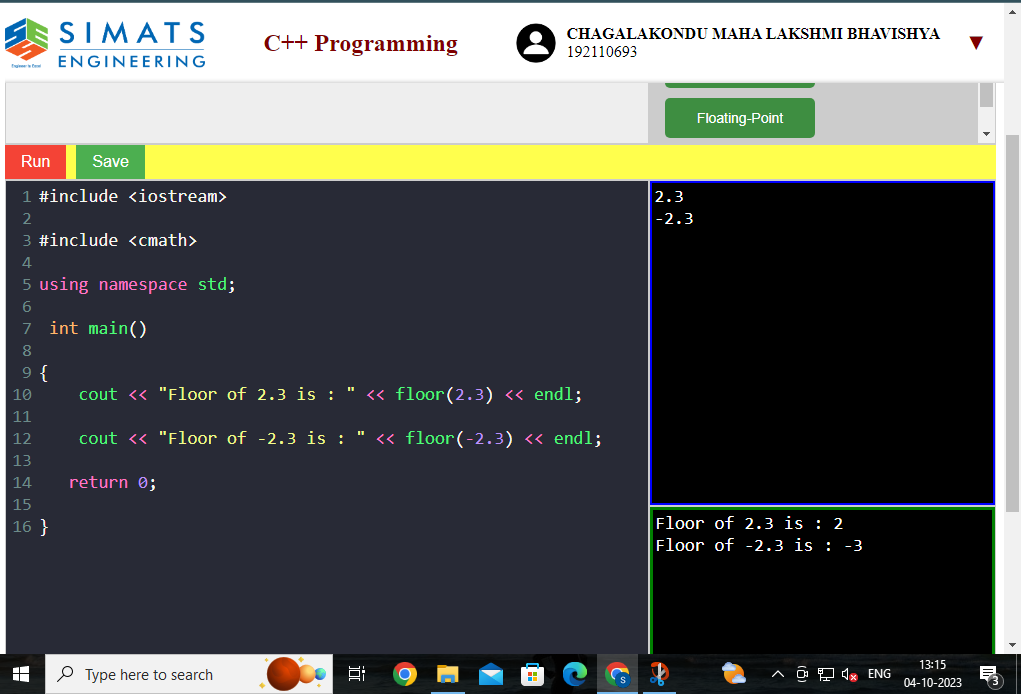 SIMATS
ENGINEERING
Engineer to Excel
C++ Programming
CHAGALAKONDU MAHA LAKSHMI BHAVISHYA
192110693
▼
Floating-Point
Run
Save
1 #include <iostream>
2
3 #include <cmath>
4
5 using namespace std;
6
7 int main()
8
9 {
10 cout << "Floor of 2.3 is : " << floor(2.3) << endl;
11
12 cout << "Floor of -2.3 is : " << floor(-2.3) << endl;
13
14 return 0;
15
16 }
2.3
-2.3
Floor of 2.3 is : 2
Floor of -2.3 is : -3
Type here to search
S
ENG
13:15
04-10-2023
3